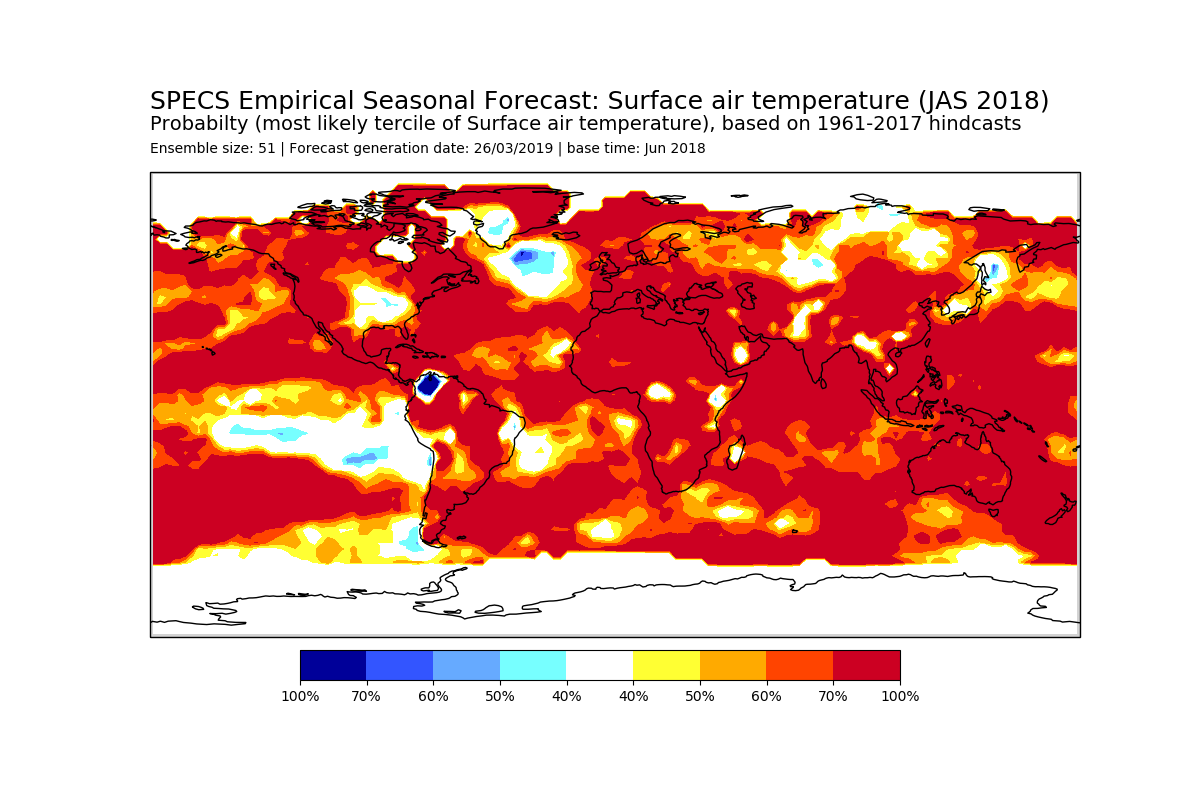 SPECS Empirical Seasonal Forecast: Surface air temperature (JAS 2018)
Probabilty (most likely tercile of Surface air temperature), based on 1961-2017 hindcasts
Ensemble size: 51 | Forecast generation date: 26/03/2019 | base time: Jun 2018
100% 70% 60% 50% 40% 40% 50% 60% 70% 100%